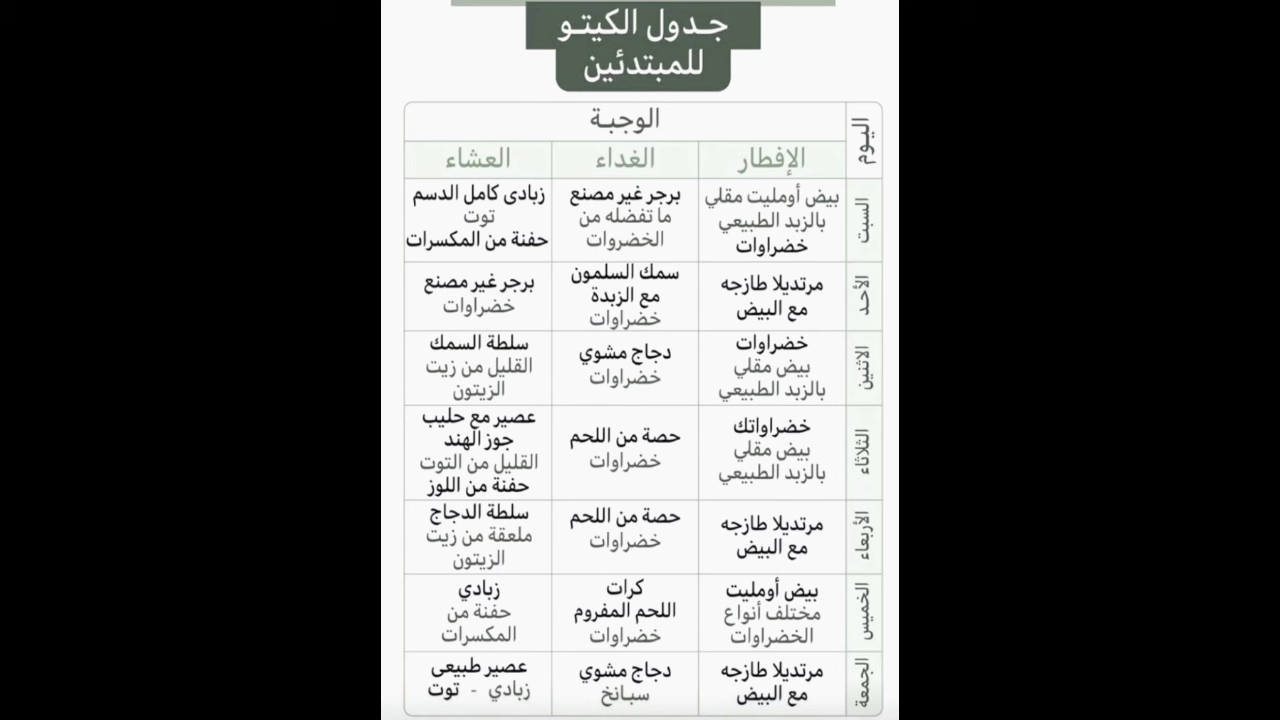 جـدول الكيتـو
للمبتدئين
اليـوم
الوجبـة
الإفطار
الغداء
العشاء
السبت
بيض أومليت مقلي
بالزبد الطبيعي
خضراوات
برجر غير مصنع
ما تفضله من
الخضروات
زبادى كامل الدسم
توت
حفنة من المكسرات
الأحد
مرتديلا طازجه
مع البيض
سمك السلمون
مع الزبدة
خضراوات
برجر غير مصنع
خضراوات
الاثنين
خضراوات
بيض مقلي
بالزبد الطبيعي
دجاج مشوي
خضراوات
سلطة السمك
القليل من زيت
الزيتون
الثلاثاء
خضراواتك
بيض مقلي
بالزبد الطبيعي
حصة من اللحم
خضراوات
عصير مع حليب
جوز الهند
القليل من التوت
حفنة من اللوز
الأربعاء
مرتديلا طازجه
مع البيض
حصة من اللحم
خضراوات
سلطة الدجاج
ملعقة من زيت
الزيتون
الخميس
بيض أومليت
مختلف أنواع
الخضراوات
كرات
اللحم المفروم
خضراوات
زبادي
حفنة من
المكسرات
الجمعة
مرتديلا طازجه
مع البيض
دجاج مشوي
سبانخ
عصير طبيعى
زبادي - توت